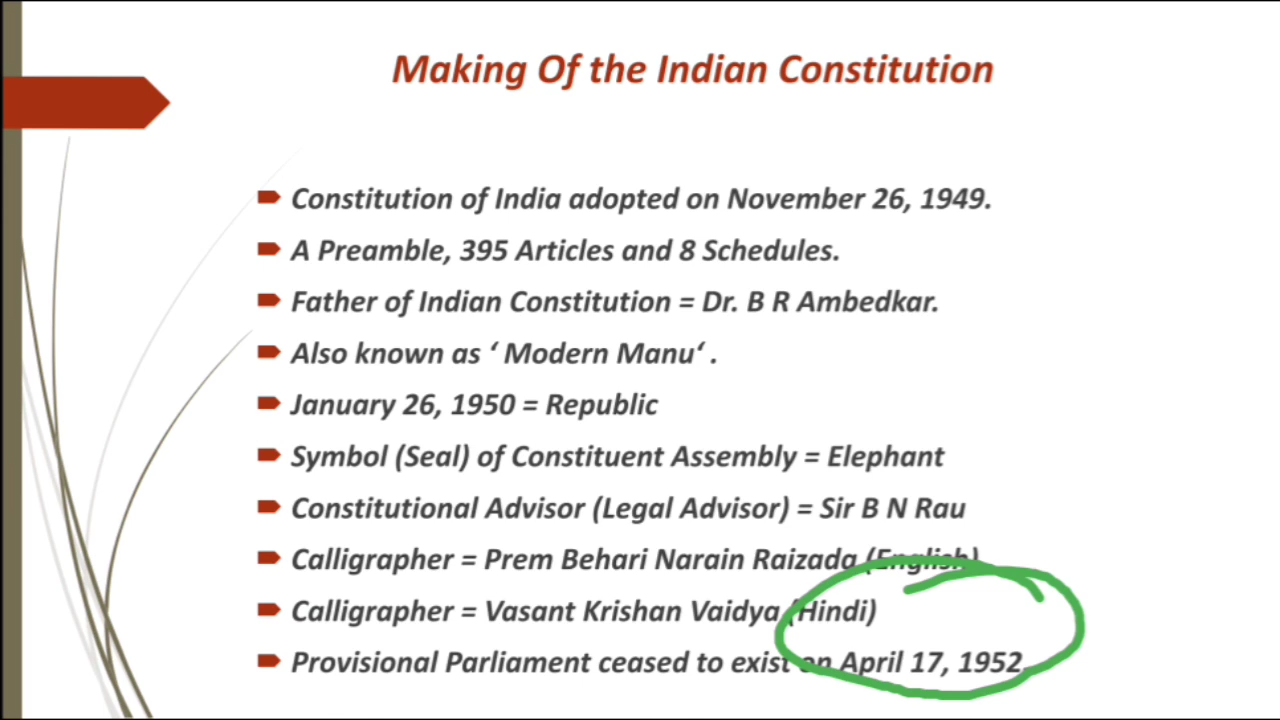 Making Of the Indian Constitution
Constitution of India adopted on November 26, 1949.
A Preamble, 395 Articles and 8 Schedules.
Father of Indian Constitution = Dr. B R Ambedkar.
Also known as ‘ Modern Manu‘ .
January 26, 1950 = Republic
Symbol (Seal) of Constituent Assembly = Elephant
Constitutional Advisor (Legal Advisor) = Sir B N Rau
Calligrapher = Prem Behari Narain Raizada (English)
Calligrapher = Vasant Krishan Vaidya (Hindi)
Provisional Parliament ceased to exist on April 17, 1952